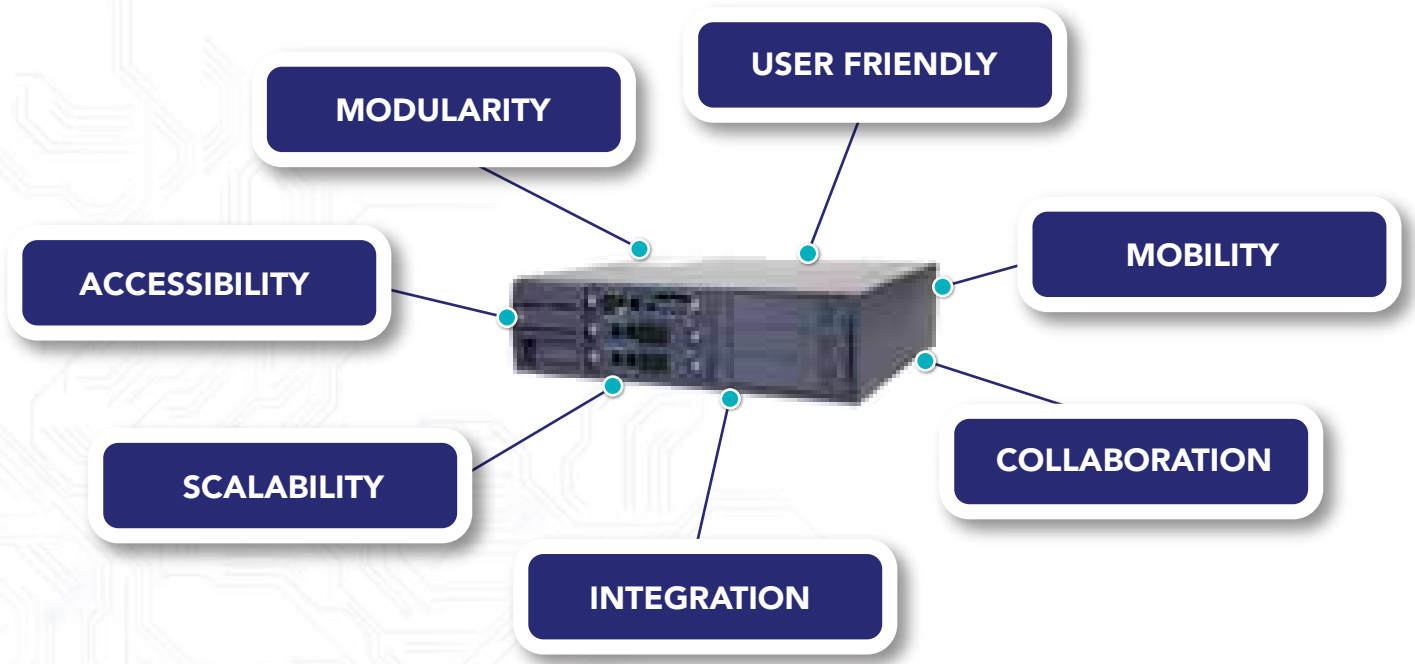 USER FRIENDLY
MODULARITY
MOBILITY
ACCESSIBILITY
COLLABORATION
SCALABILITY
INTEGRATION